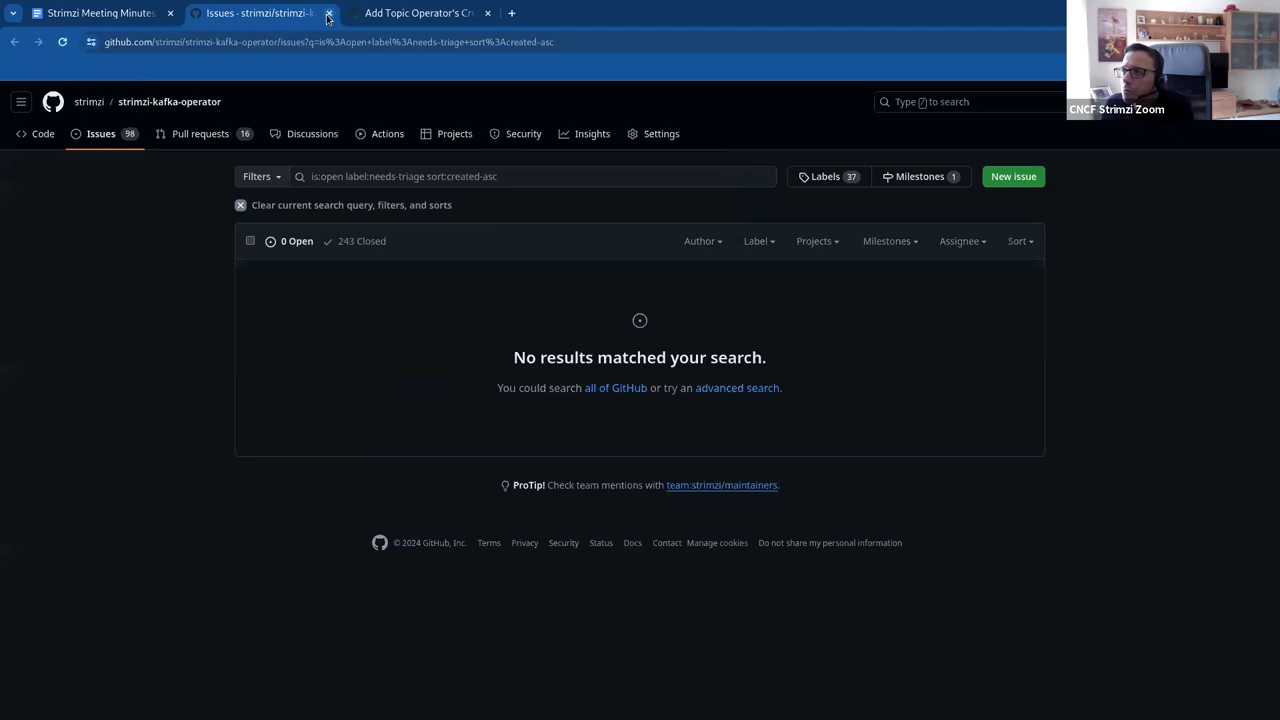 Strimzi Meeting Minutes
Issues · strimzi/strimzi-k
Add Topic Operator's Cr
github.com/strimzi/strimzi-kafka-operator/issues?q=is%3Aopen+label%3Aneeds-triage+sort%3Acreated-asc
strimzi / strimzi-kafka-operator
Type / to search
Code
Issues 98
Pull requests 16
Discussions
Actions
Projects
Security
Insights
Settings
CNCF Strimzi Zoom
Filters
is:open label:needs-triage sort:created-asc
Labels 37
Milestones 1
New issue
Clear current search query, filters, and sorts
0 Open
243 Closed
Author
Label
Projects
Milestones
Assignee
Sort
No results matched your search.
You could search all of GitHub or try an advanced search.
ProTip! Check team mentions with team:strimzi/maintainers.
© 2024 GitHub, Inc.
Terms
Privacy
Security
Status
Docs
Contact
Manage cookies
Do not share my personal information